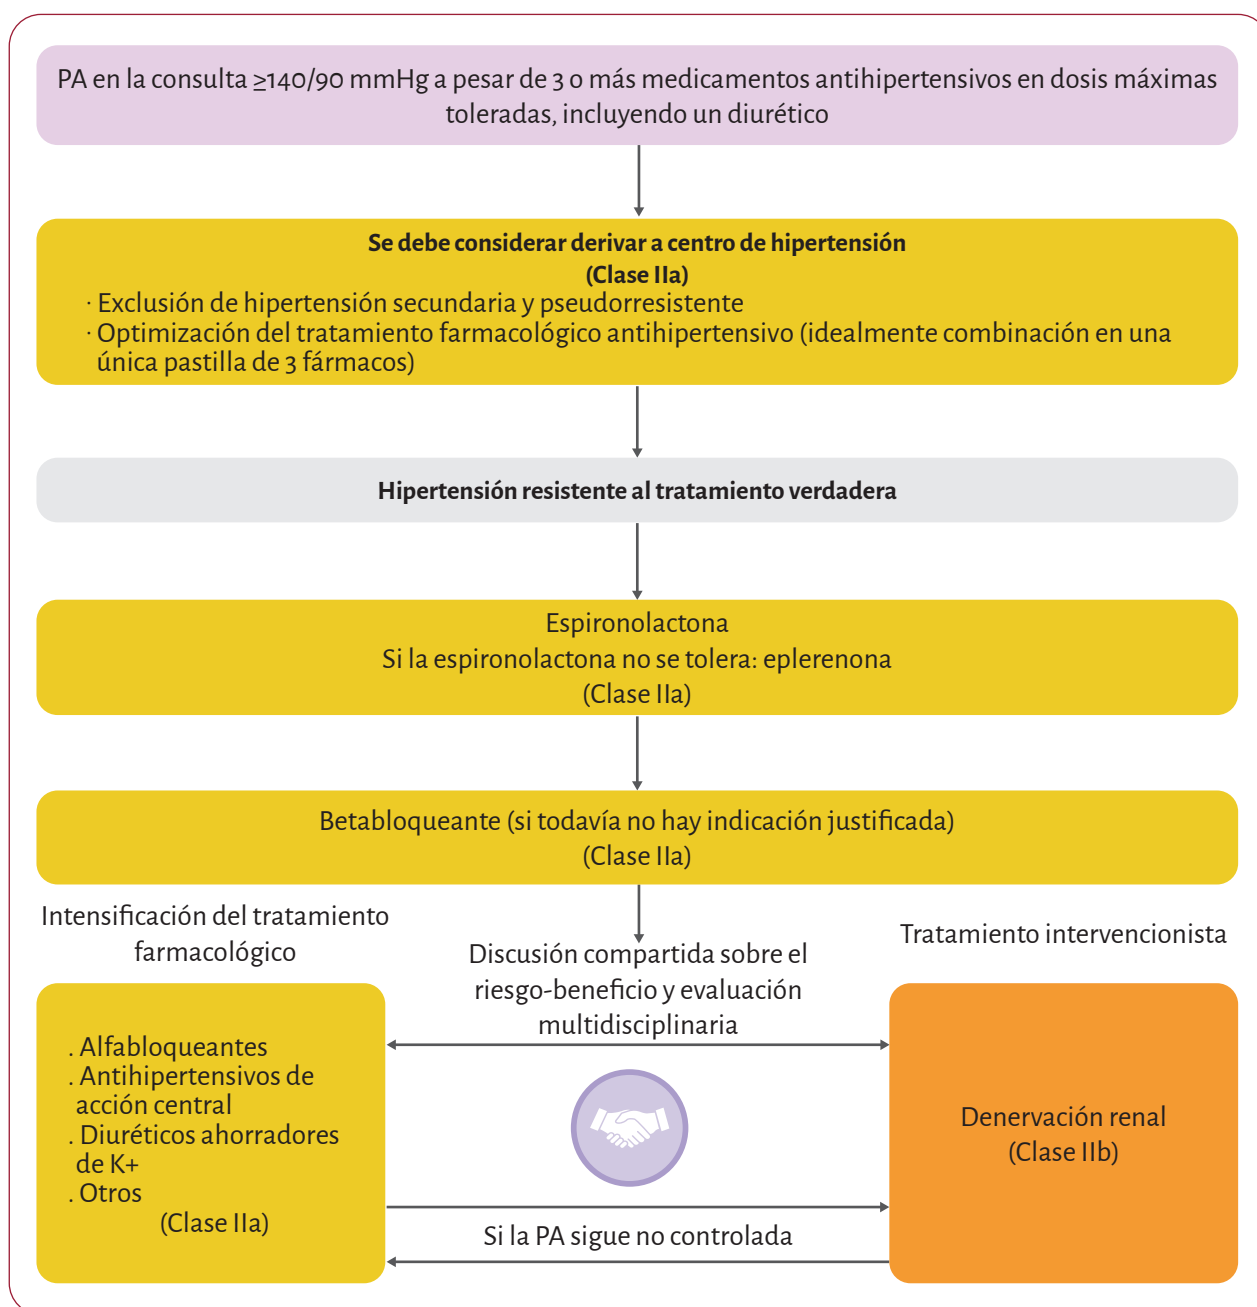 PA en la consulta ≥140/90 mmHg a pesar de 3 o más medicamentos antihipertensivos en dosis máximas
toleradas, incluyendo un diurético
Se debe considerar derivar a centro de hipertensión
(Clase IIa)
· Exclusión de hipertensión secundaria y pseudorresistente
· Optimización del tratamiento farmacológico antihipertensivo (idealmente combinación en una
única pastilla de 3 fármacos)
Hipertensión resistente al tratamiento verdadera
Espironolactona
Si la espironolactona no se tolera: eplerenona
(Clase IIa)
Betabloqueante (si todavía no hay indicación justificada)
(Clase IIa)
Intensificación del tratamiento
farmacológico
. Alfabloqueantes
. Antihipertensivos de
acción central
. Diuréticos ahorradores
de K+
. Otros
(Clase IIa)
Discusión compartida sobre el
riesgo-beneficio y evaluación
multidisciplinaria
Si la PA sigue no controlada
Tratamiento intervencionista
Denervación renal
(Clase IIb)